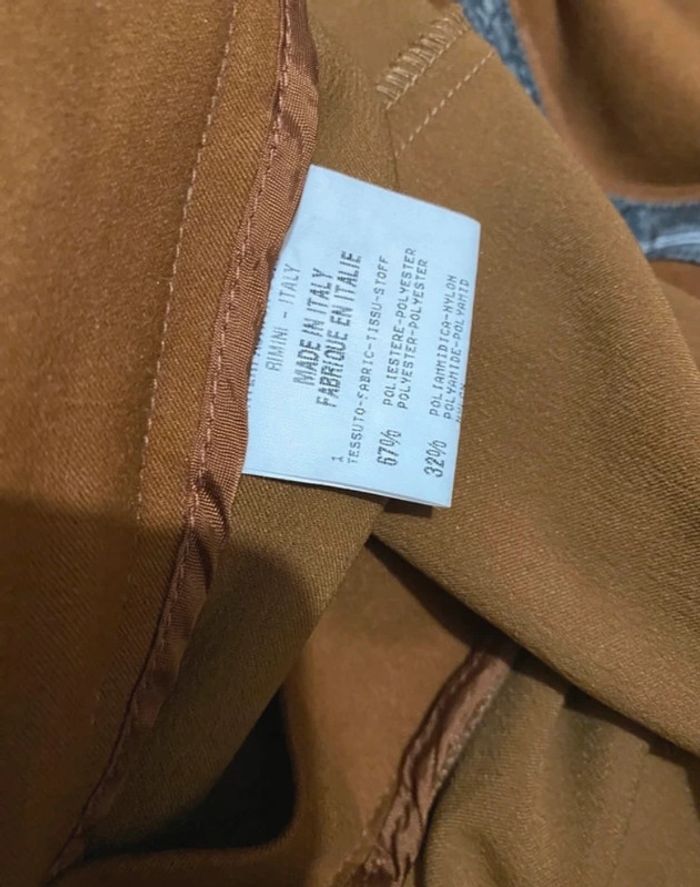 RIMINI - ITALY
MADE IN ITALY
FABRIQUE EN ITALIE
1
TESSUTO-FABRIC-TISSU-STOFF
67% POLIESTERE-POLYESTER
POLYESTER-POLYESTER
32% POLIAMMIDICA-NYLON
POLYAMIDE-POLYAMID